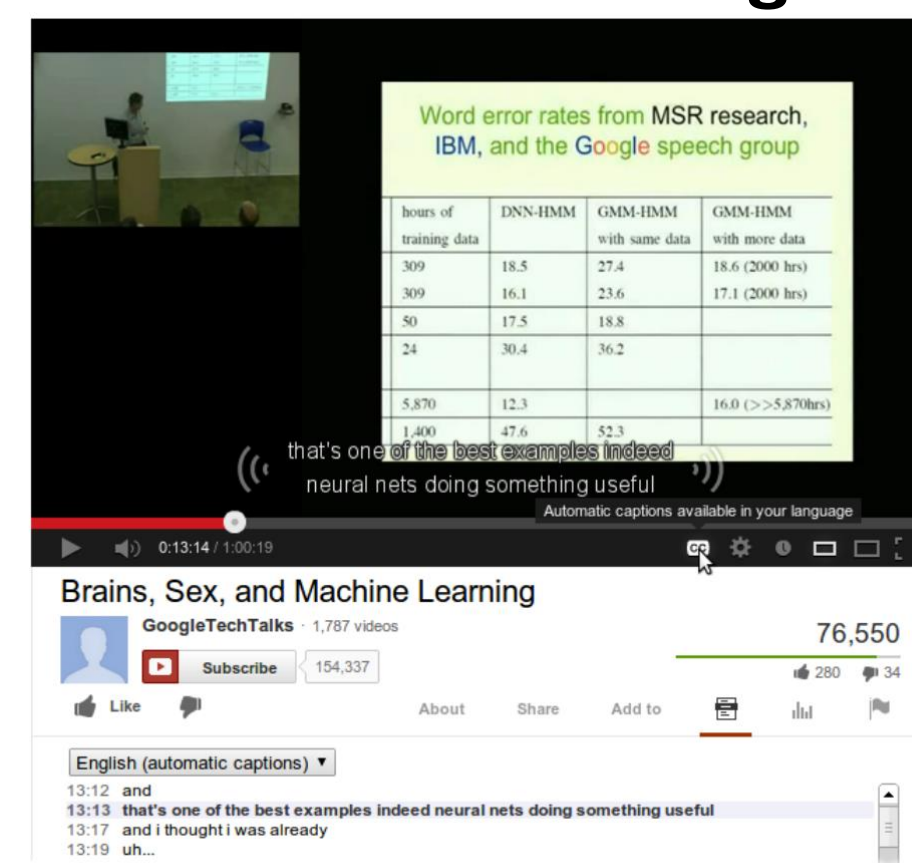 Word error rates from MSR research,
IBM, and the Google speech group
hours of training data DNN-HMM GMM-HMM with same data GMM-HMM with more data
309 18.5 27.4 18.6 (2000 hrs)
309 16.1 23.6 17.1 (2000 hrs)
50 17.5 18.8
24 30.4 36.2
5,870 12.3 16.0 (>>5,870hrs)
1,400 47.6 52.3
that's one of the best examples indeed
neural nets doing something useful
Automatic captions available in your language
0:13:14 / 1:00:19 CC
Brains, Sex, and Machine Learning
GoogleTechTalks · 1,787 videos
76,550
Subscribe 154,337
280 34
Like About Share Add to
English (automatic captions) ▼
13:12 and
13:13 that's one of the best examples indeed neural nets doing something useful
13:17 and i thought i was already
13:19 uh...